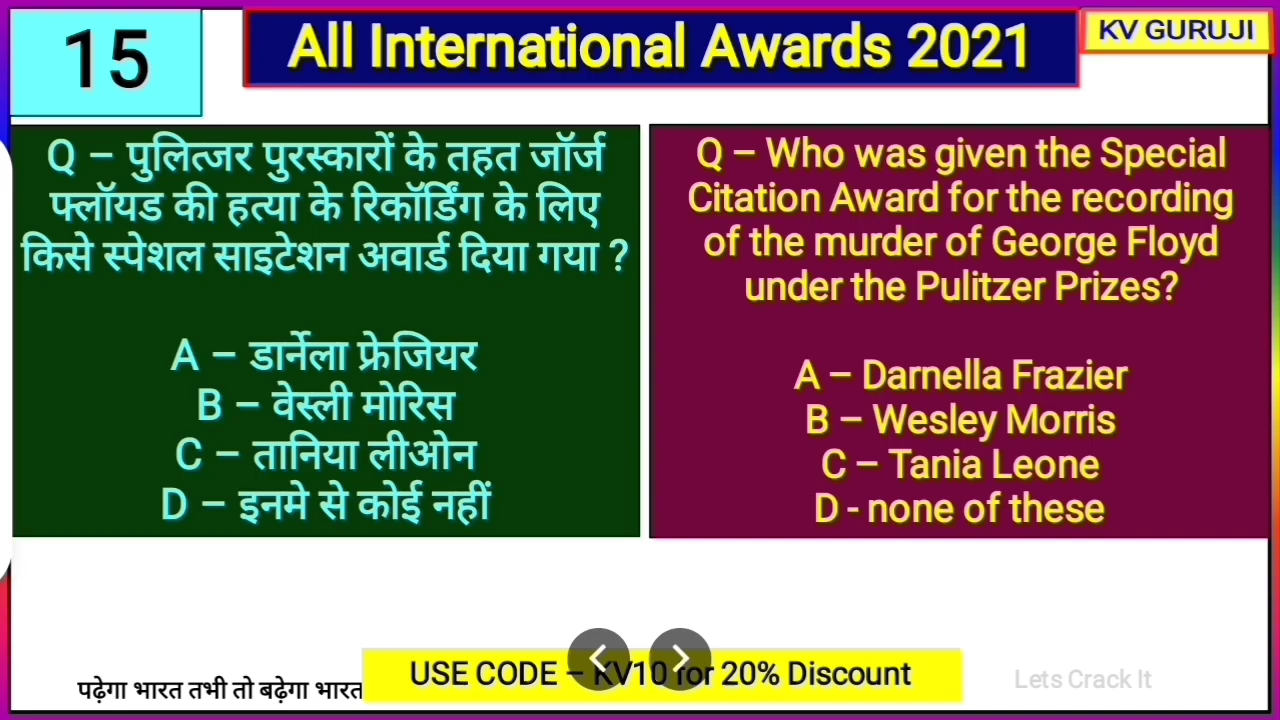 15
All International Awards 2021
KV GURUJI
Q – पुलित्जर पुरस्कारों के तहत जॉर्ज
फ्लॉयड की हत्या के रिकॉर्डिंग के लिए
किसे स्पेशल साइटेशन अवार्ड दिया गया ?
A – डार्नेला फ्रेजियर
B – वेस्ली मोरिस
C – तानिया लीओन
D – इनमे से कोई नहीं
Q – Who was given the Special
Citation Award for the recording
of the murder of George Floyd
under the Pulitzer Prizes?
A – Darnella Frazier
B – Wesley Morris
C – Tania Leone
D - none of these
पढ़ेगा भारत तभी तो बढ़ेगा भारत
USE CODE – KV10 for 20% Discount
Lets Crack It